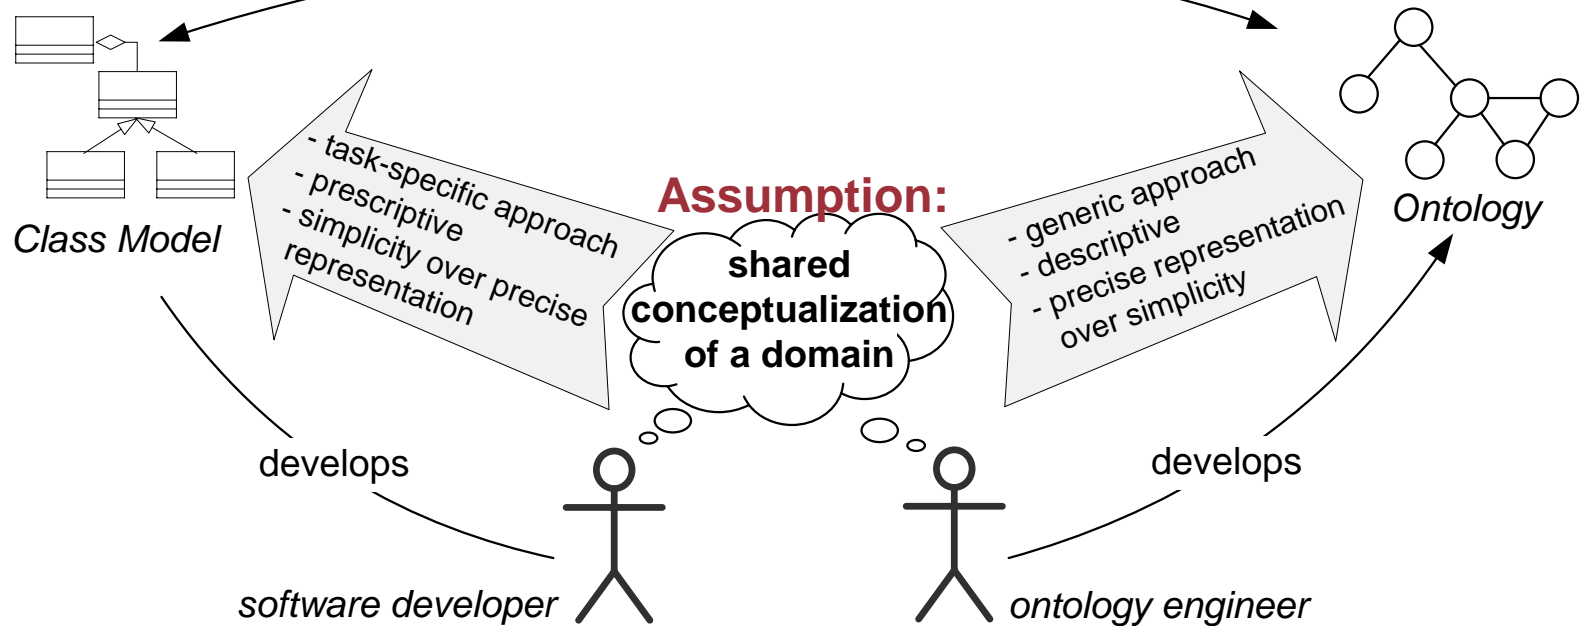 - task-specific approach
- prescriptive
- simplicity over precise
representation
Class Model
Assumption:
shared
conceptualization
of a domain
- generic approach
- descriptive
- precise representation
over simplicity
Ontology
develops
develops
software developer
ontology engineer